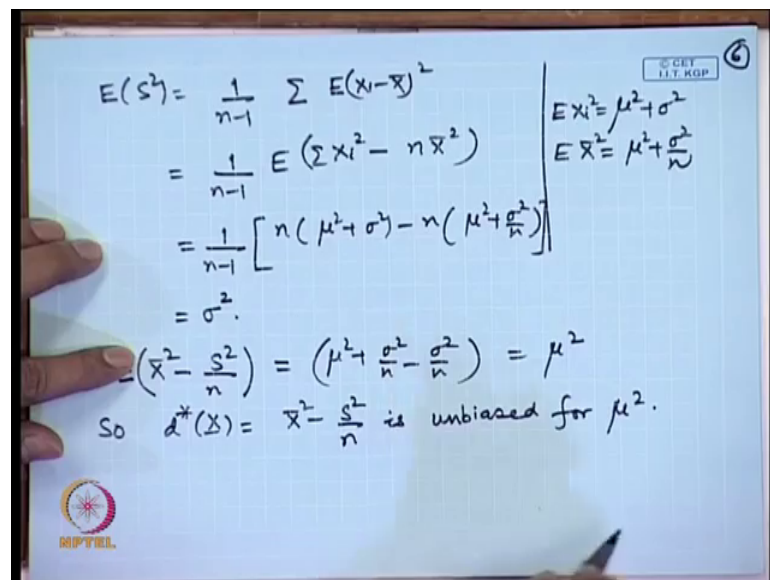 © CET
I.I.T. KGP
6
E(S²) = 1/(n-1) Σ E(xi - x̄)²
= 1/(n-1) E(Σxi² - n x̄²)
= 1/(n-1) [n(μ² + σ²) - n(μ² + σ²/n)]
= σ².
(x̄² - S²/n) = (μ² + σ²/n - σ²/n) = μ²
So d*(X) = x̄² - S²/n is unbiased for μ².
E xi² = μ² + σ²
E x̄² = μ² + σ²/n
NPTEL